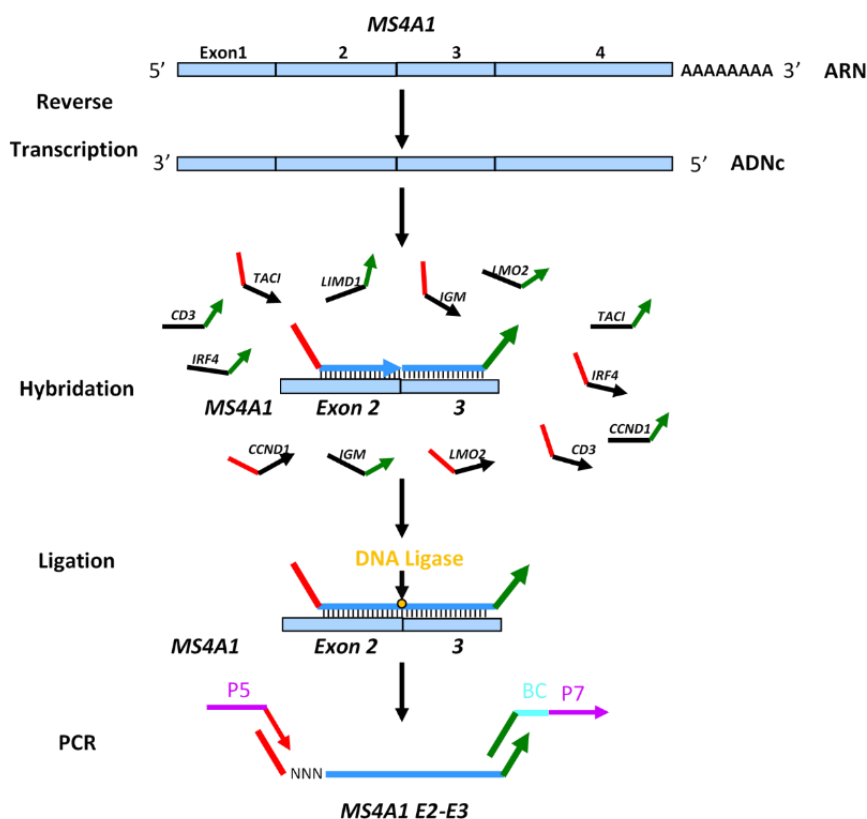 MS4A1
Exon1 2 3 4
5' AAAAAAAA 3' ARN
Reverse
Transcription
3' 5' ADNc
TACI LIMD1 IGM LMO2
CD3 TACI
IRF4 IRF4
Hybridation
MS4A1 Exon 2 3
CCND1
CCND1 IGM LMO2 CD3
Ligation
DNA Ligase
MS4A1 Exon 2 3
P5 BC P7
PCR
NNN
MS4A1 E2-E3